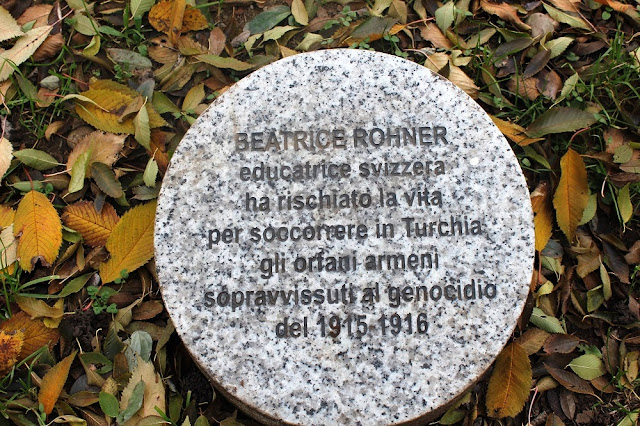 BEATRICE ROHNER
educatrice svizzera
ha rischiato la vita
per soccorrere in Turchia
gli orfani armeni
sopravvissuti al genocidio
del 1915-1916